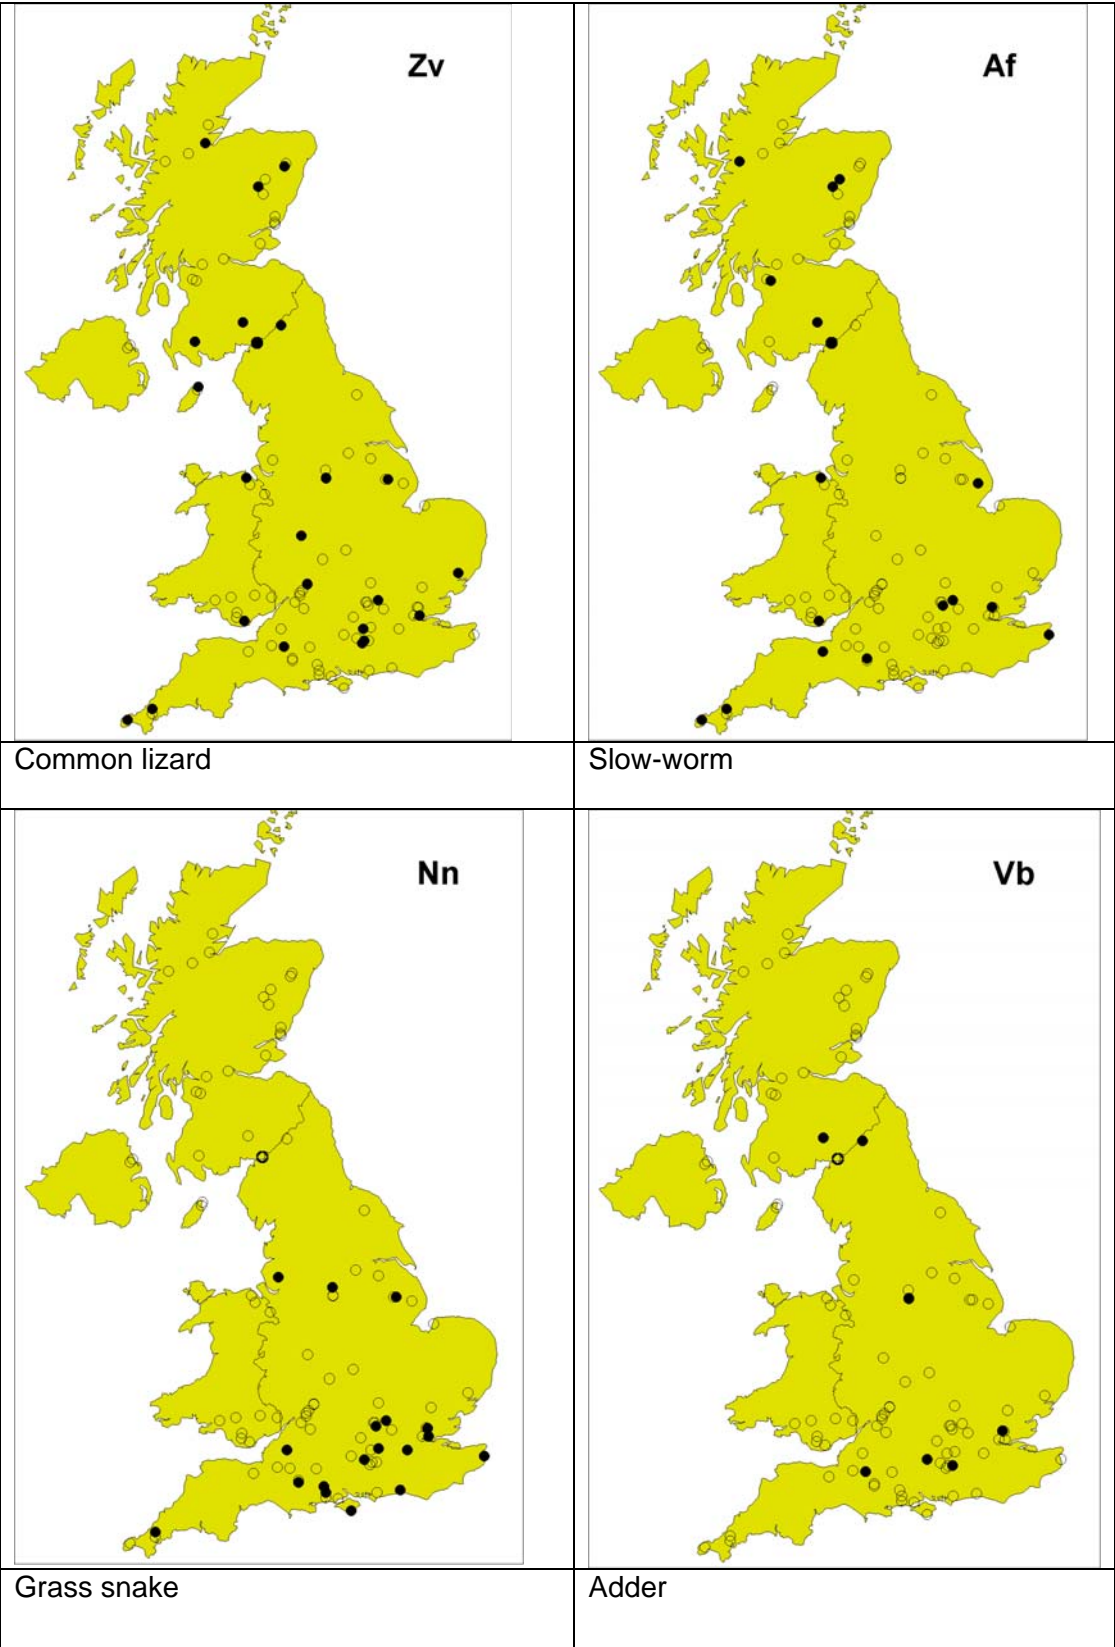 Zv
Af
Common lizard
Slow-worm
Nn
Vb
Grass snake
Adder